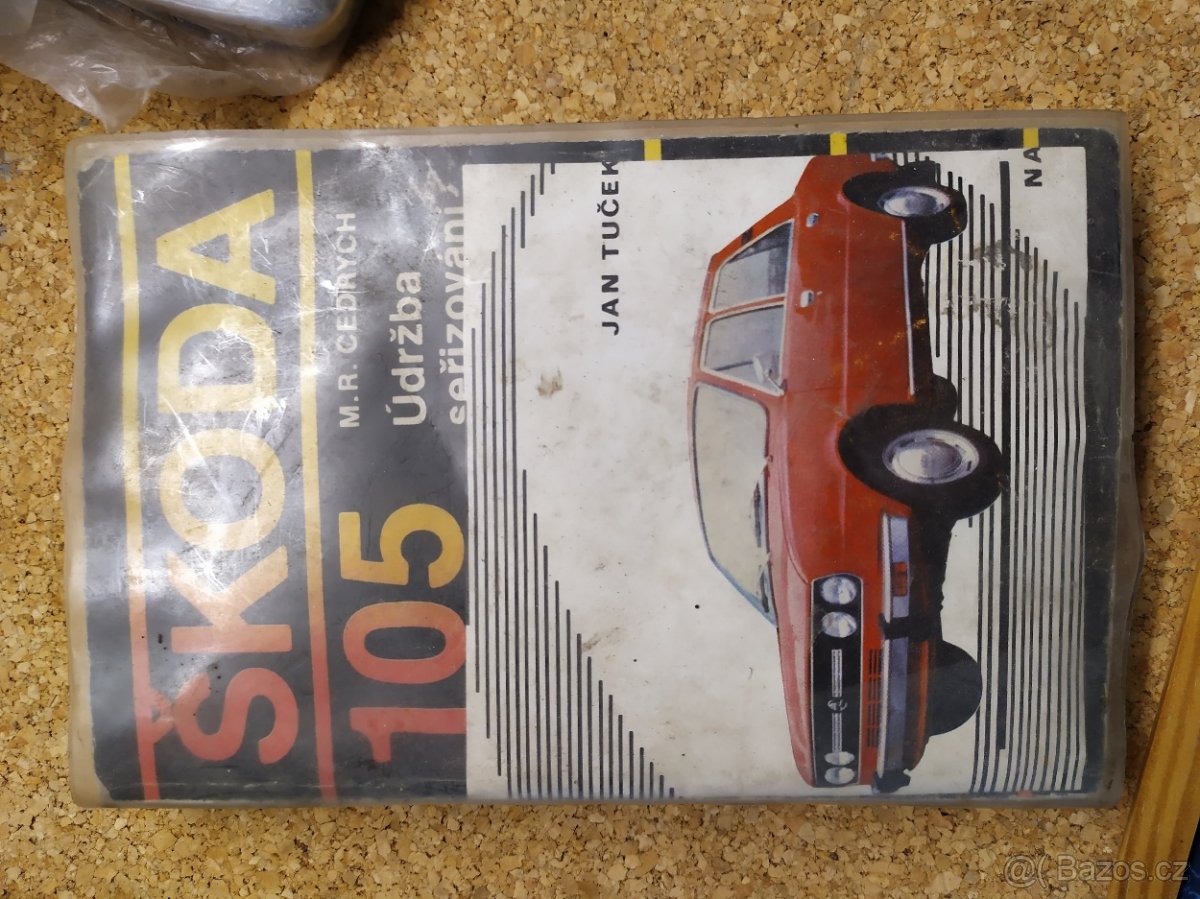 ŠKODA
M. R. CEDRYCH
105
Údržba
seřizování
JAN TUČEK
NA
@( Bazos.cz